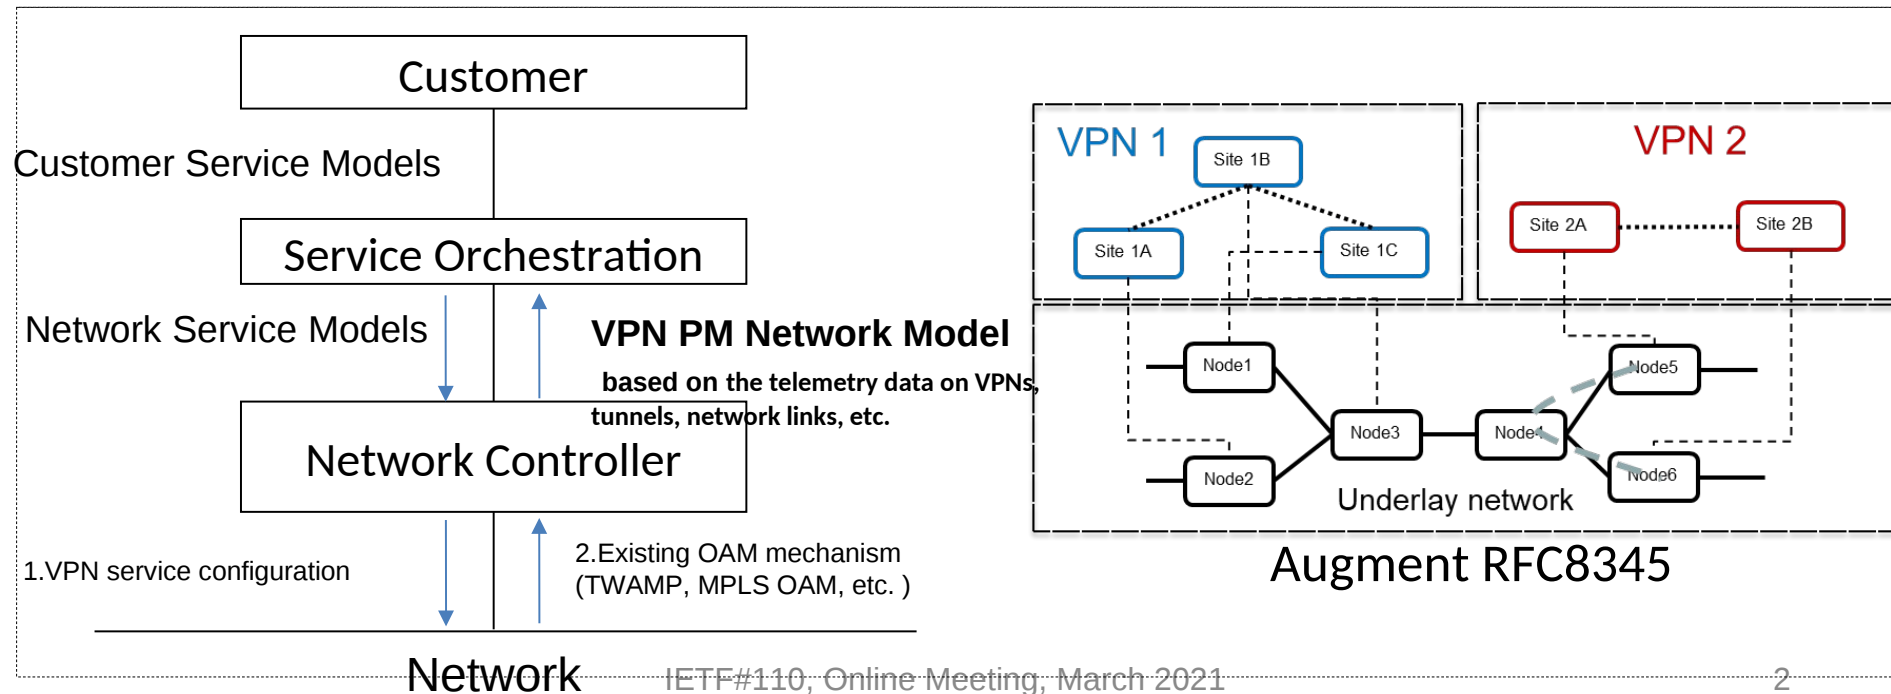 Customer
Customer Service Models
Service Orchestration
Network Service Models
VPN PM Network Model
based on the telemetry data on VPNs,
tunnels, network links, etc.
Network Controller
1.VPN service configuration
2.Existing OAM mechanism
(TWAMP, MPLS OAM, etc. )
Network
VPN 1
Site 1B
Site 1A
Site 1C
VPN 2
Site 2A
Site 2B
Node1
Node5
Node3
Node4
Node2
Node6
Underlay network
Augment RFC8345
IETF#110, Online Meeting, March 2021
2